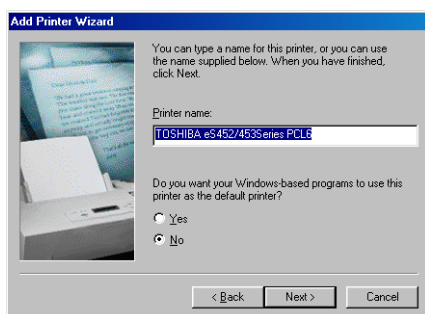 Add Printer Wizard
You can type a name for this printer, or you can use
the name supplied below. When you have finished,
click Next.
Printer name:
TOSHIBA eS452/453Series PCL6
Do you want your Windows-based programs to use this
printer as the default printer?
Yes
No
< Back
Next >
Cancel